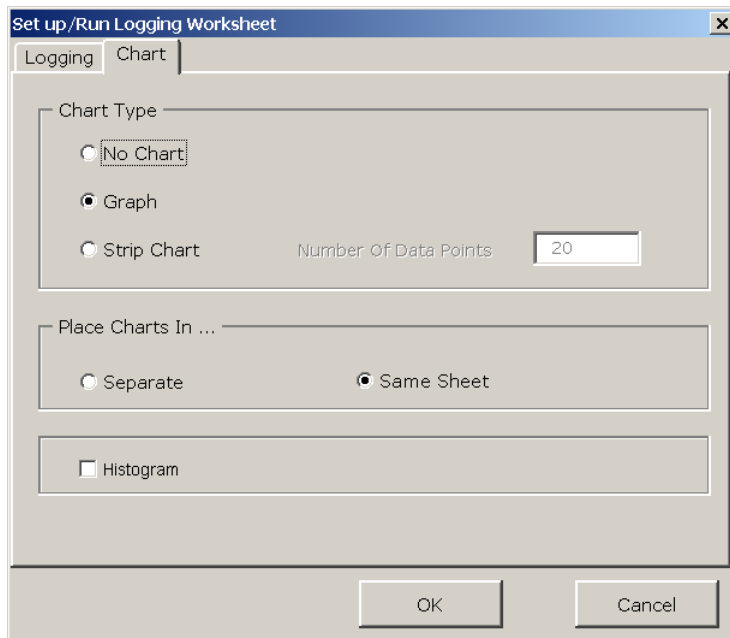 Set up/Run Logging Worksheet
Logging Chart
Chart Type
No Chart
Graph
Strip Chart Number Of Data Points 20
Place Charts In ...
Separate Same Sheet
Histogram
OK Cancel